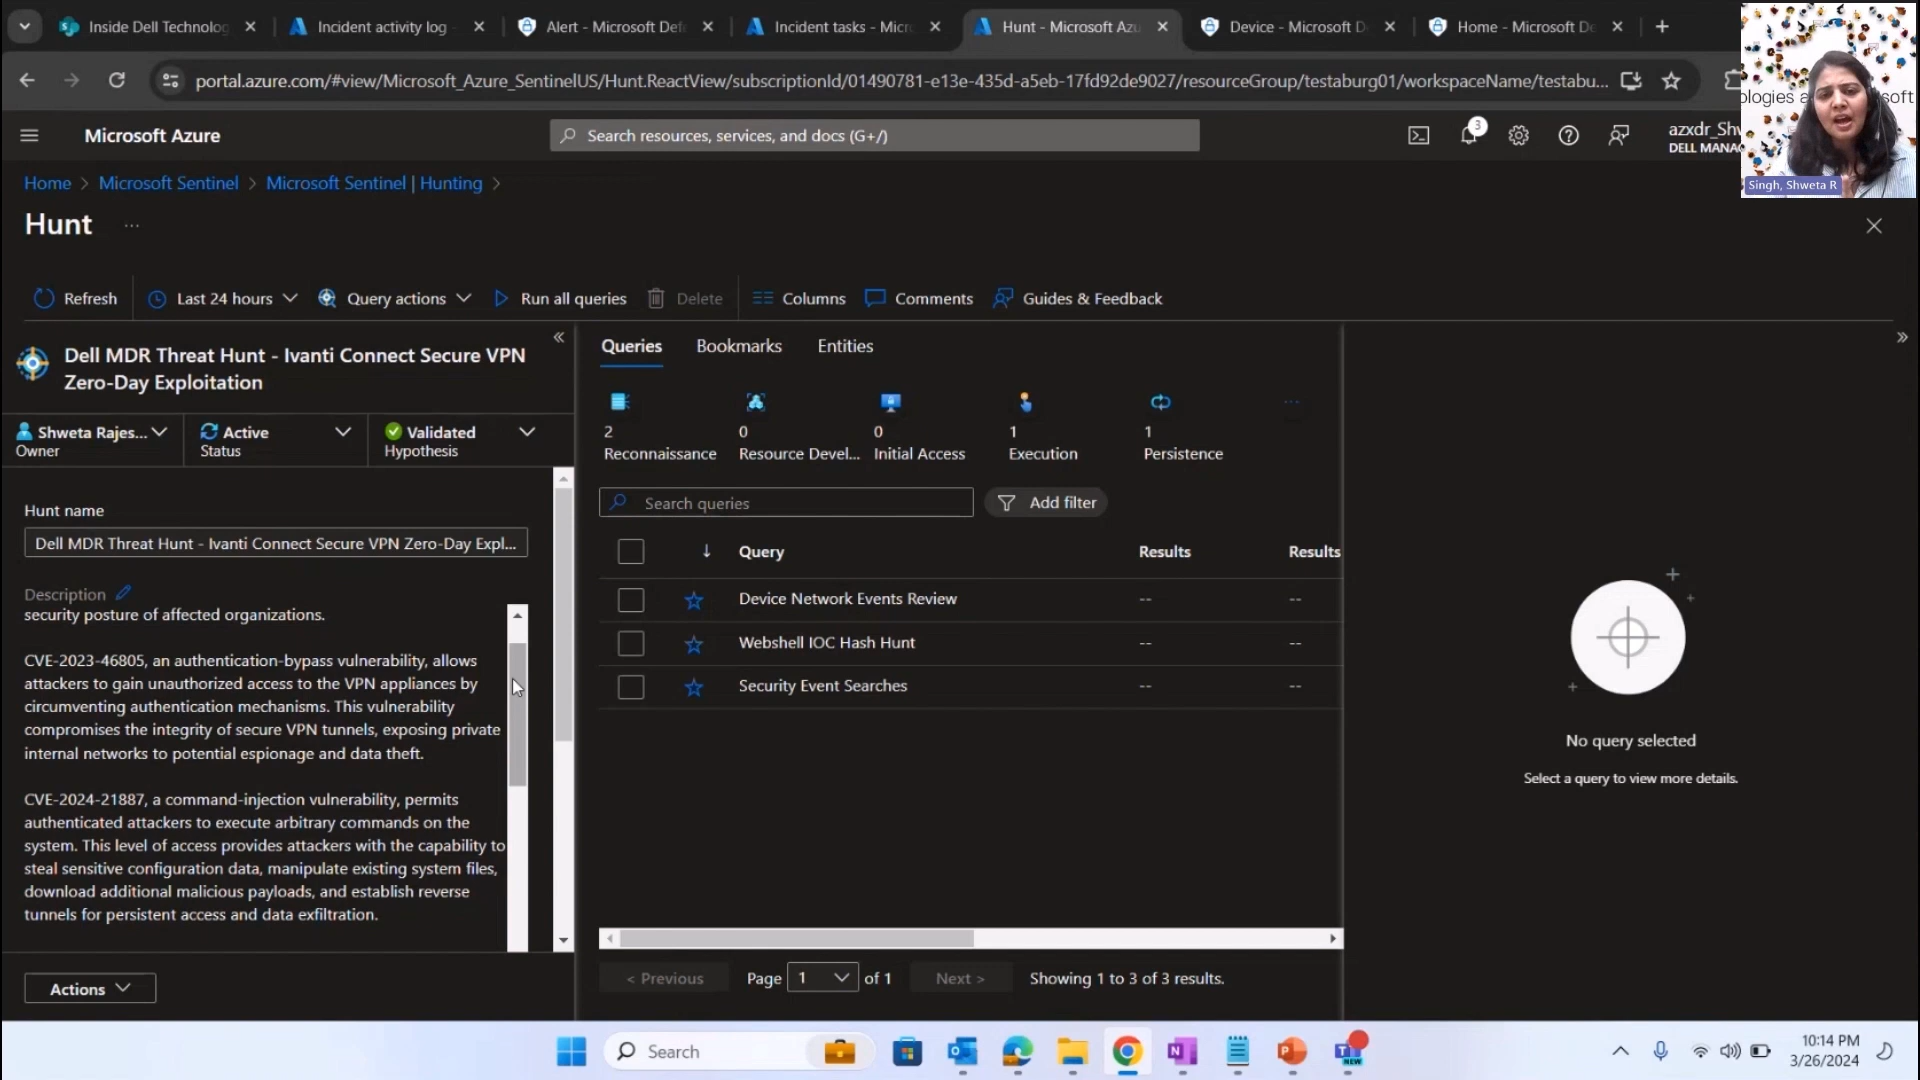 Inside Dell Technolog
Incident activity log -
Alert - Microsoft Def
Incident tasks - Micr
Hunt - Microsoft Azu
Device - Microsoft D
Home - Microsoft De
portal.azure.com/#view/Microsoft_Azure_SentinelUS/Hunt.ReactView/subscriptionId/01490781-e13e-435d-a5eb-17fd92de9027/resourceGroup/testaburg01/workspaceName/testabu...
ologies a
soft
Singh, Shweta R
Microsoft Azure
Search resources, services, and docs (G+/)
3
azxdr_Shw
DELL MANAG
Home > Microsoft Sentinel > Microsoft Sentinel | Hunting >
Hunt ...
Refresh
Last 24 hours
Query actions
Run all queries
Delete
Columns
Comments
Guides & Feedback
Dell MDR Threat Hunt - Ivanti Connect Secure VPN
Zero-Day Exploitation
Shweta Rajes...
Owner
Active
Status
Validated
Hypothesis
Hunt name
Dell MDR Threat Hunt - Ivanti Connect Secure VPN Zero-Day Expl...
Description
security posture of affected organizations.
CVE-2023-46805, an authentication-bypass vulnerability, allows
attackers to gain unauthorized access to the VPN appliances by
circumventing authentication mechanisms. This vulnerability
compromises the integrity of secure VPN tunnels, exposing private
internal networks to potential espionage and data theft.
CVE-2024-21887, a command-injection vulnerability, permits
authenticated attackers to execute arbitrary commands on the
system. This level of access provides attackers with the capability to
steal sensitive configuration data, manipulate existing system files,
download additional malicious payloads, and establish reverse
tunnels for persistent access and data exfiltration.
Actions
Queries
Bookmarks
Entities
2
Reconnaissance
0
Resource Devel...
0
Initial Access
1
Execution
1
Persistence
...
Search queries
Add filter
Query
Results
Results
Device Network Events Review -- --
Webshell IOC Hash Hunt -- --
Security Event Searches -- --
< Previous
Page 1 of 1
Next >
Showing 1 to 3 of 3 results.
No query selected
Select a query to view more details.
Search
NEW
10:14 PM
3/26/2024